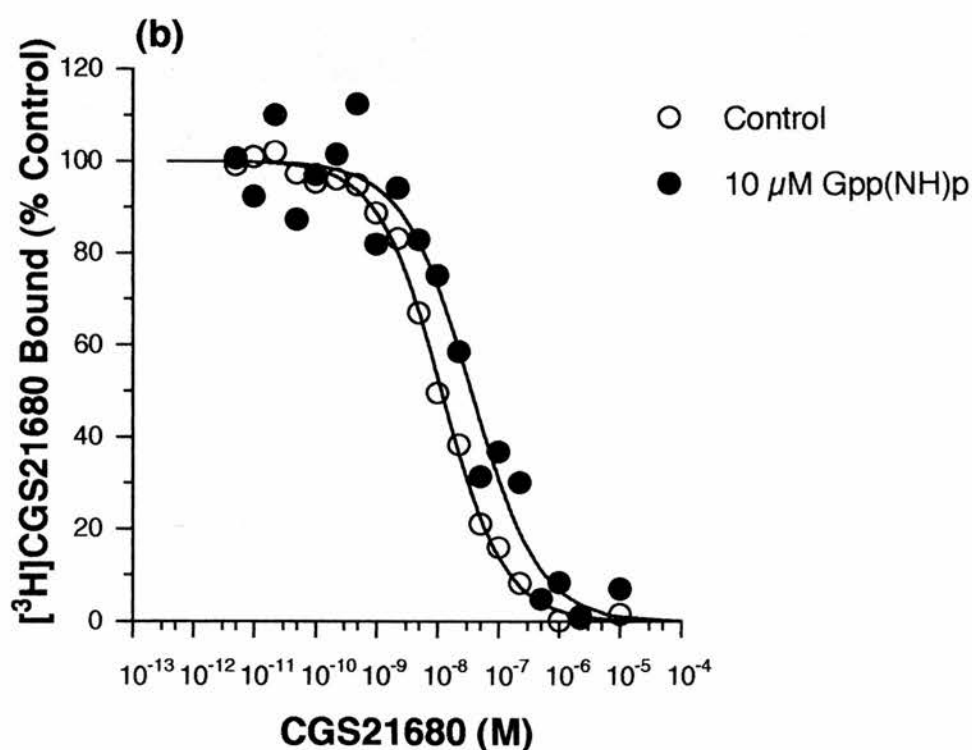 (b)
[³H]CGS21680 Bound (% Control)
120
100
80
60
40
20
0
Control
10 µM Gpp(NH)p
10⁻¹³ 10⁻¹² 10⁻¹¹ 10⁻¹⁰ 10⁻⁹ 10⁻⁸ 10⁻⁷ 10⁻⁶ 10⁻⁵ 10⁻⁴
CGS21680 (M)